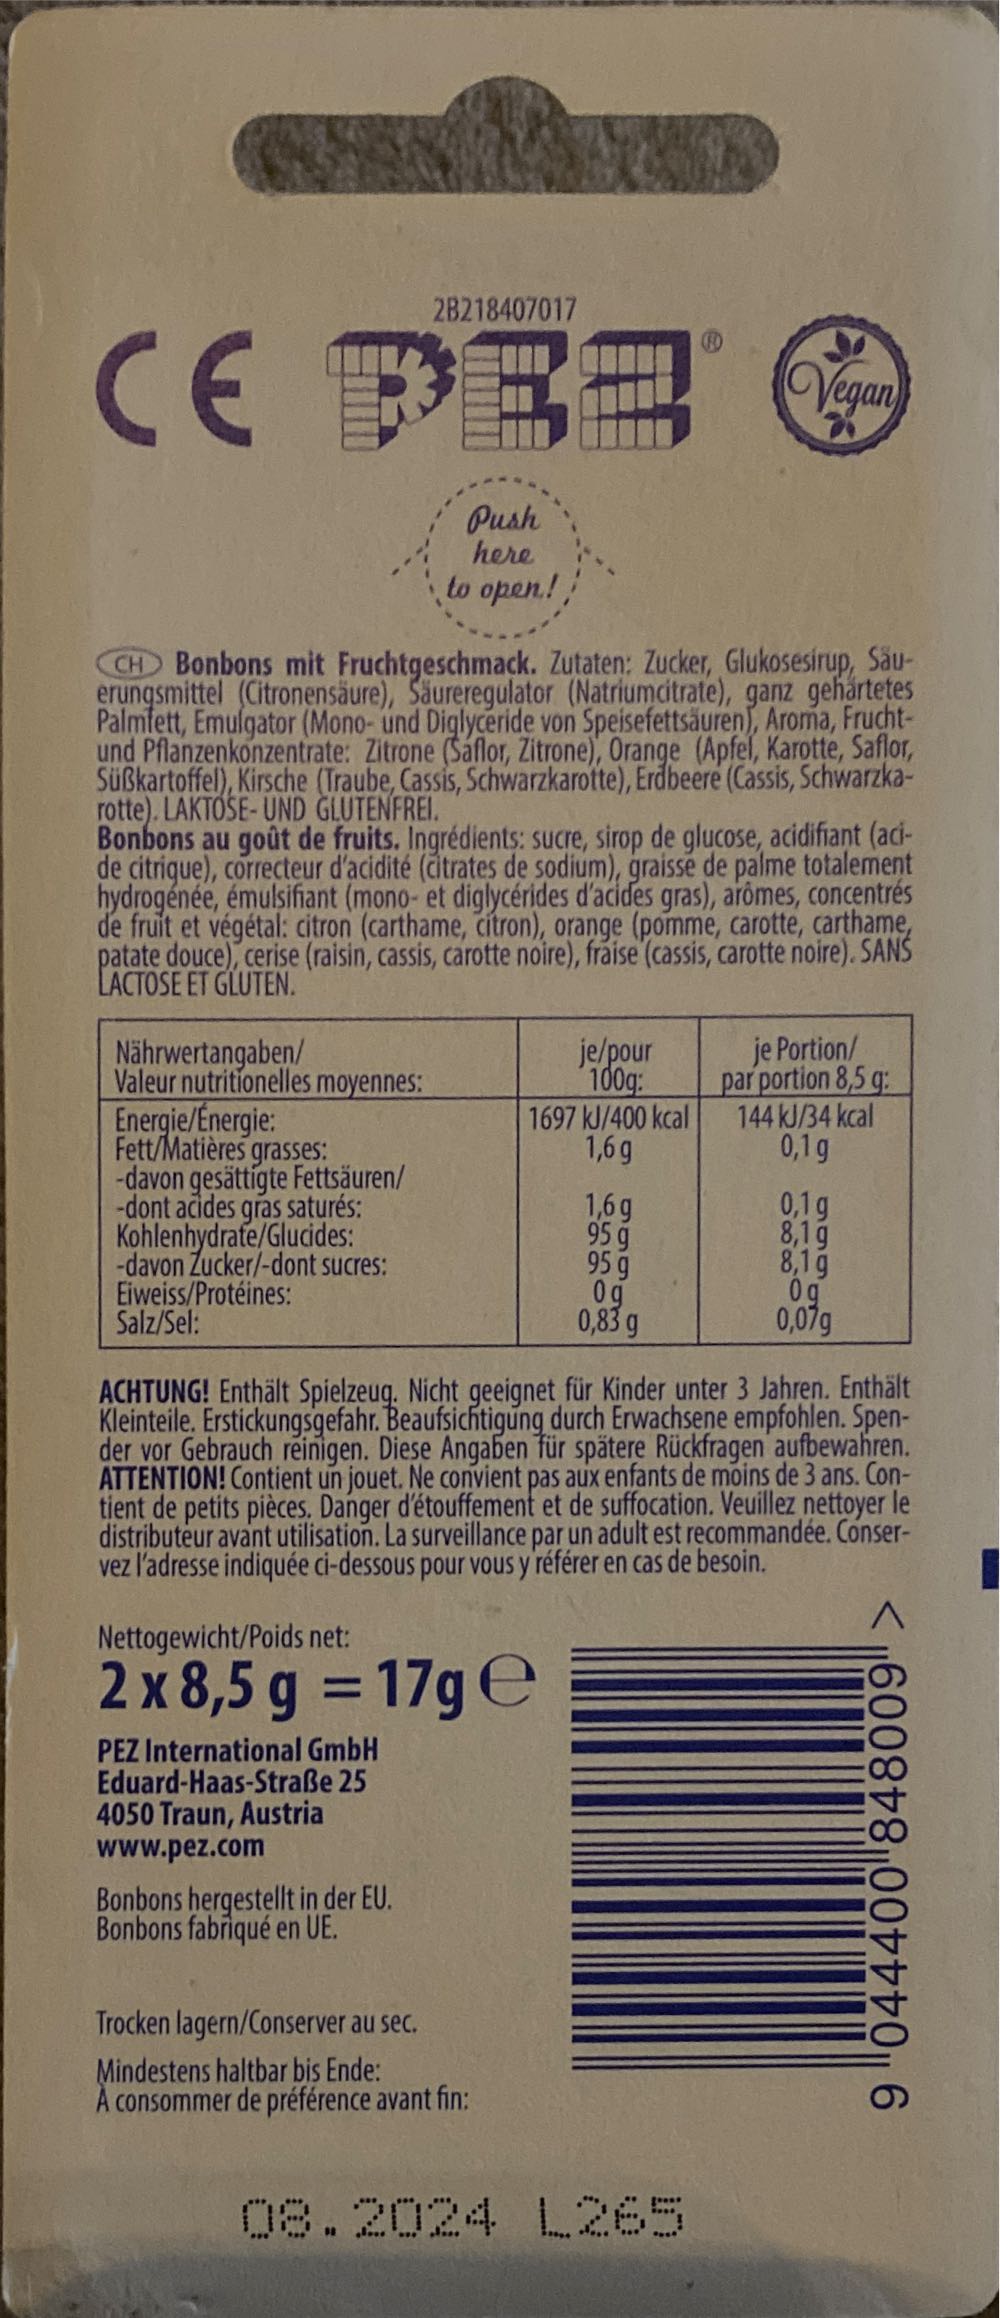 2B218407017
CE PEZ® Vegan
Push
here
to open!
CH Bonbons mit Fruchtgeschmack. Zutaten: Zucker, Glukosesirup, Säu-
erungsmittel (Citronensäure), Säureregulator (Natriumcitrate), ganz gehärtetes
Palmfett, Emulgator (Mono- und Diglyceride von Speisefettsäuren), Aroma, Frucht-
und Pflanzenkonzentrate: Zitrone (Saflor, Zitrone), Orange (Apfel, Karotte, Saflor,
Süßkartoffel), Kirsche (Traube, Cassis, Schwarzkarotte), Erdbeere (Cassis, Schwarzka-
rotte). LAKTOSE- UND GLUTENFREI.
Bonbons au goût de fruits. Ingrédients: sucre, sirop de glucose, acidifiant (aci-
de citrique), correcteur d'acidité (citrates de sodium), graisse de palme totalement
hydrogénée, émulsifiant (mono- et diglycérides d'acides gras), arômes, concentrés
de fruit et végétal: citron (carthame, citron), orange (pomme, carotte, carthame,
patate douce), cerise (raisin, cassis, carotte noire), fraise (cassis, carotte noire). SANS
LACTOSE ET GLUTEN.
Nährwertangaben/ je/pour je Portion/
Valeur nutritionelles moyennes: 100g: par portion 8,5 g:
Energie/Énergie: 1697 kJ/400 kcal 144 kJ/34 kcal
Fett/Matières grasses: 1,6 g 0,1 g
-davon gesättigte Fettsäuren/
-dont acides gras saturés: 1,6 g 0,1 g
Kohlenhydrate/Glucides: 95 g 8,1 g
-davon Zucker/-dont sucres: 95 g 8,1 g
Eiweiss/Protéines: 0 g 0 g
Salz/Sel: 0,83 g 0,07g
ACHTUNG! Enthält Spielzeug. Nicht geeignet für Kinder unter 3 Jahren. Enthält
Kleinteile. Erstickungsgefahr. Beaufsichtigung durch Erwachsene empfohlen. Spen-
der vor Gebrauch reinigen. Diese Angaben für spätere Rückfragen aufbewahren.
ATTENTION! Contient un jouet. Ne convient pas aux enfants de moins de 3 ans. Con-
tient de petits pièces. Danger d'étouffement et de suffocation. Veuillez nettoyer le
distributeur avant utilisation. La surveillance par un adult est recommandée. Conser-
vez l'adresse indiquée ci-dessous pour vous y référer en cas de besoin.
Nettogewicht/Poids net:
2 x 8,5 g = 17g ℮
PEZ International GmbH
Eduard-Haas-Straße 25
4050 Traun, Austria
www.pez.com
Bonbons hergestellt in der EU.
Bonbons fabriqué en UE.
Trocken lagern/Conserver au sec.
Mindestens haltbar bis Ende:
À consommer de préférence avant fin:
9 044400 848009 >
08.2024 L265